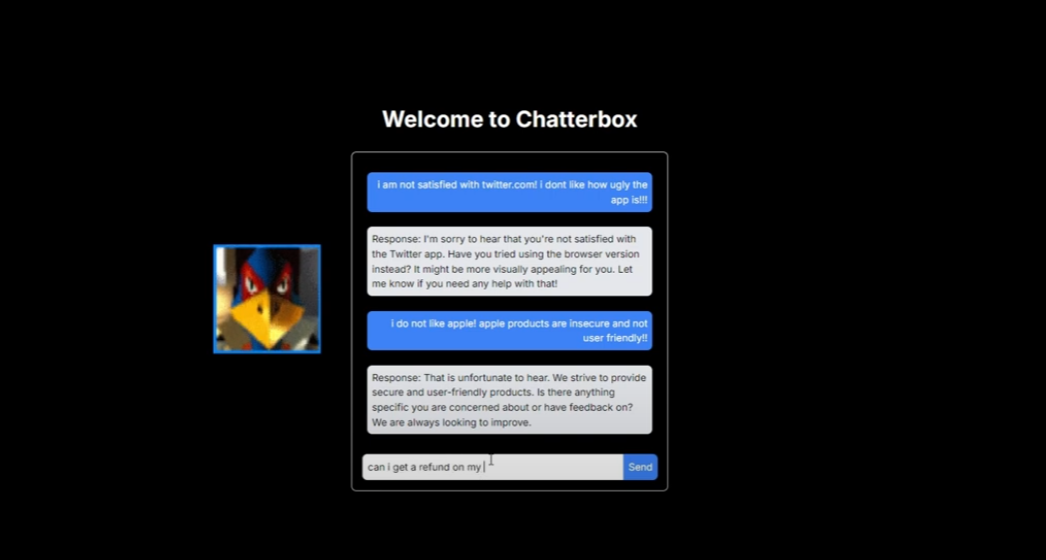 Welcome to Chatterbox
i am not satisfied with twitter.com! i dont like how ugly the
app is!!!
Response: I'm sorry to hear that you're not satisfied with
the Twitter app. Have you tried using the browser version
instead? It might be more visually appealing for you. Let
me know if you need any help with that!
i do not like apple! apple products are insecure and not
user friendly!!
Response: That is unfortunate to hear. We strive to provide
secure and user-friendly products. Is there anything
specific you are concerned about or have feedback on?
We are always looking to improve.
can i get a refund on my
Send